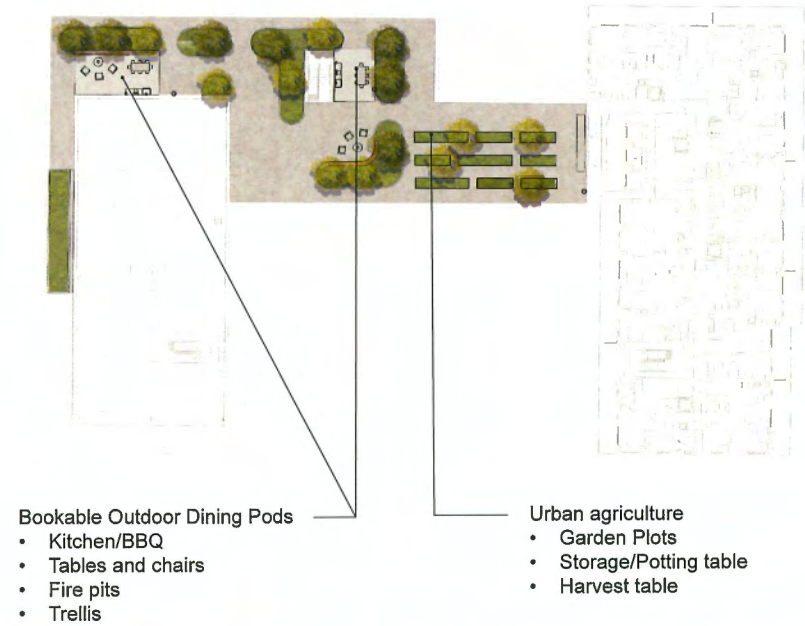 Bookable Outdoor Dining Pods
• Kitchen/BBQ
• Tables and chairs
• Fire pits
• Trellis
Urban agriculture
• Garden Plots
• Storage/Potting table
• Harvest table